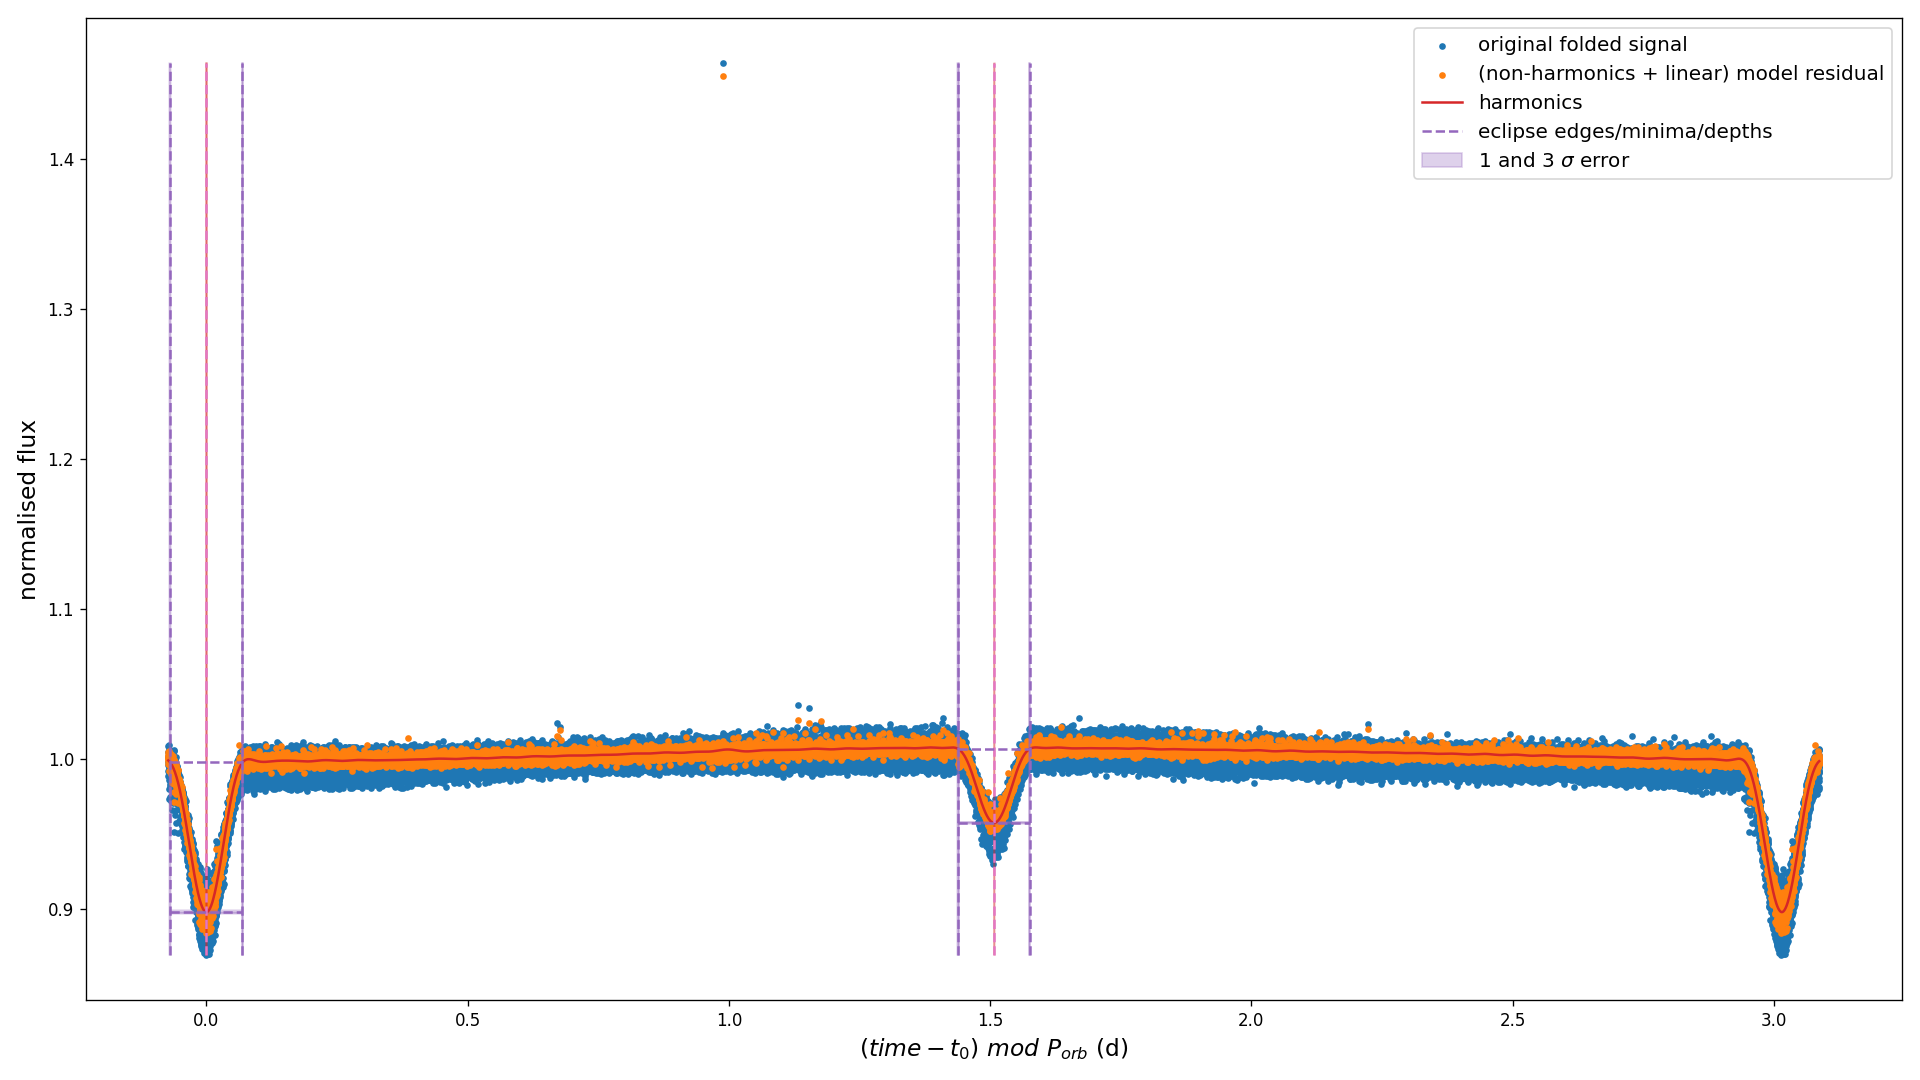 original folded signal
(non-harmonics + linear) model residual
harmonics
eclipse edges/minima/depths
1 and 3 σ error
normalised flux
1.4
1.3
1.2
1.1
1.0
0.9
0.0 0.5 1.0 1.5 2.0 2.5 3.0
(time − t₀) mod P_orb (d)